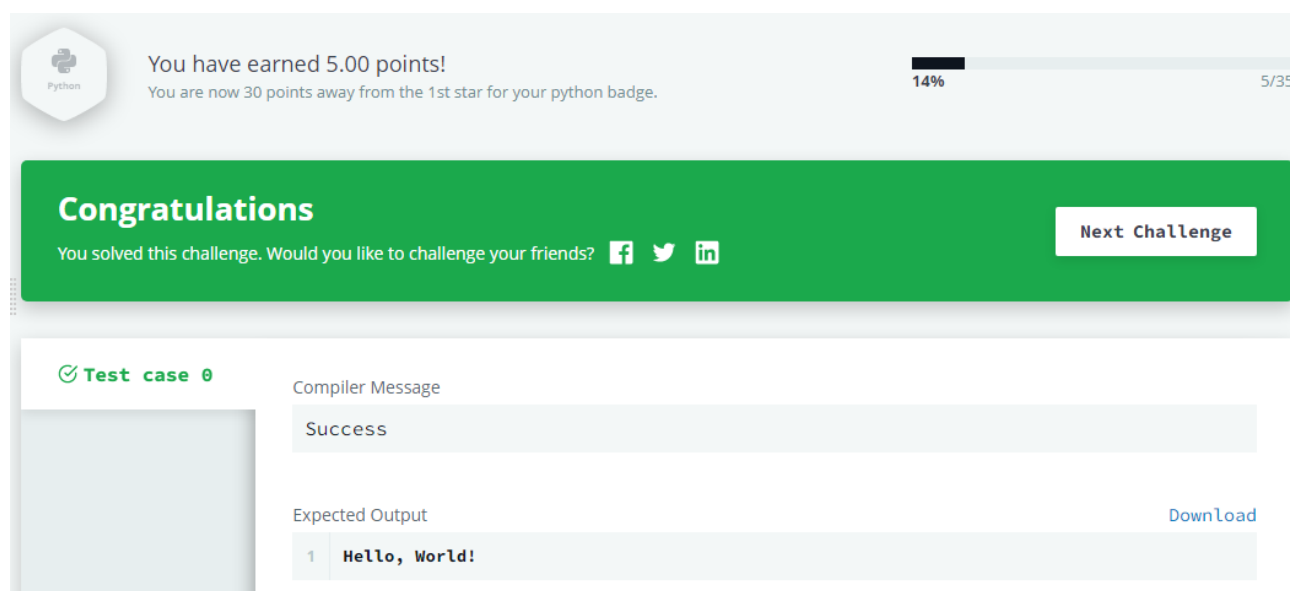 Python
You have earned 5.00 points!
You are now 30 points away from the 1st star for your python badge.
14%
5/35
Congratulations
You solved this challenge. Would you like to challenge your friends?
Next Challenge
Test case 0
Compiler Message
Success
Expected Output
Download
1 Hello, World!